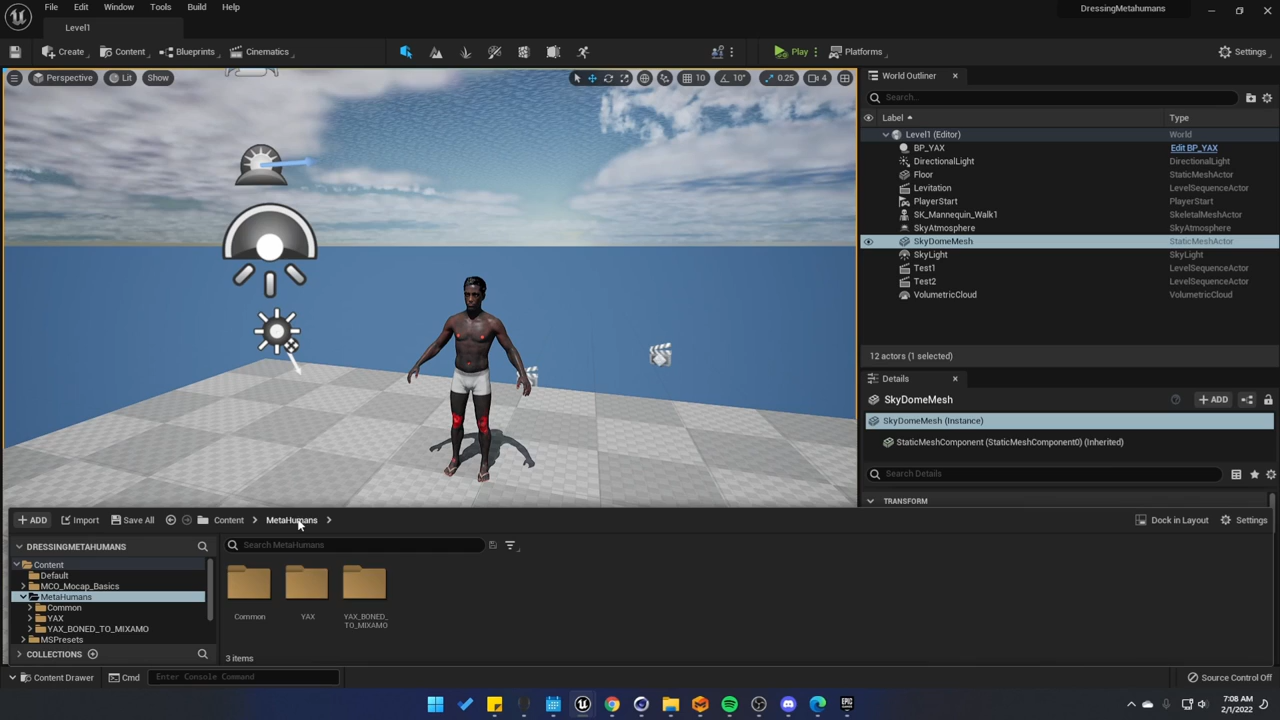 File Edit Window Tools Build Help DressingMetahumans
Level1
Create Content Blueprints Cinematics Play Platforms Settings
Perspective Lit Show 10 10° 0.25 4
World Outliner
Search...
Label Type
Level1 (Editor) World
BP_YAX Edit BP_YAX
DirectionalLight DirectionalLight
Floor StaticMeshActor
Levitation LevelSequenceActor
PlayerStart PlayerStart
SK_Mannequin_Walk1 SkeletalMeshActor
SkyAtmosphere SkyAtmosphere
SkyDomeMesh StaticMeshActor
SkyLight SkyLight
Test1 LevelSequenceActor
Test2 LevelSequenceActor
VolumetricCloud VolumetricCloud
12 actors (1 selected)
Details
SkyDomeMesh + ADD
SkyDomeMesh (Instance)
StaticMeshComponent (StaticMeshComponent0) (Inherited)
Search Details
TRANSFORM
+ ADD Import Save All Content MetaHumans Dock in Layout Settings
DRESSINGMETAHUMANS
Search MetaHumans
Content
Default
MCO_Mocap_Basics
MetaHumans
Common
YAX
YAX_BONED_TO_MIXAMO
MSPresets
COLLECTIONS
Common
YAX
YAX_BONED_
TO_MIXAMO
3 items
Content Drawer Cmd Enter Console Command Source Control Off
7:08 AM
2/1/2022